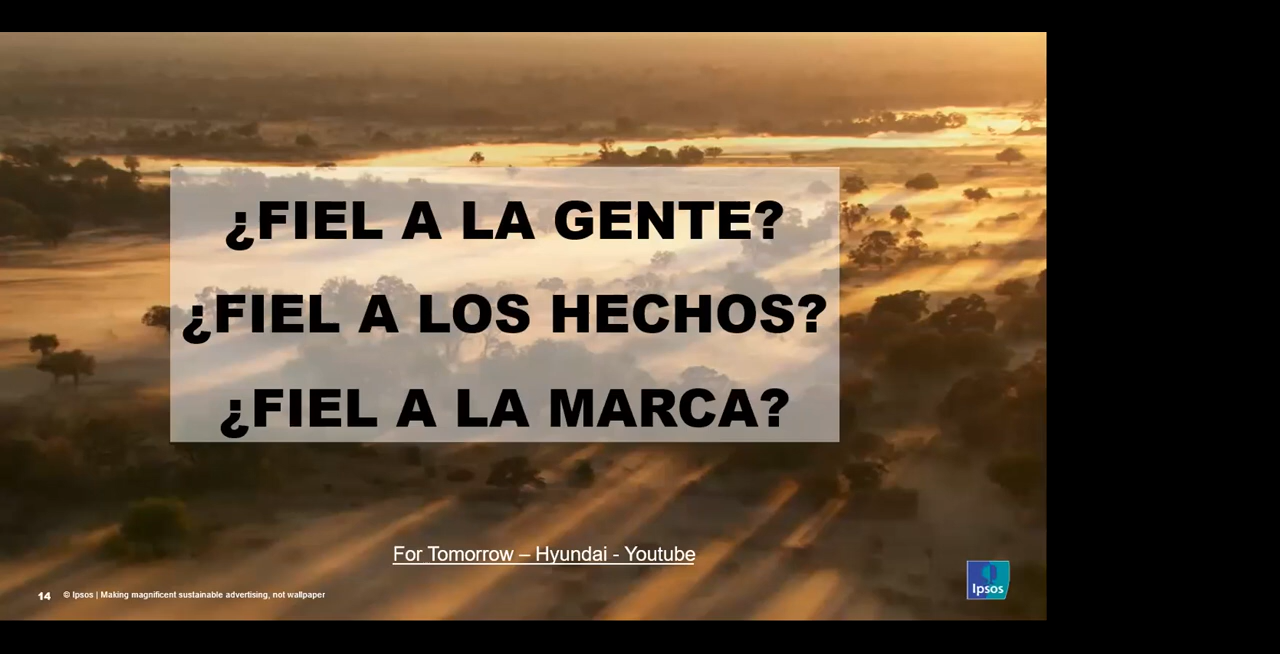 ¿FIEL A LA GENTE?
¿FIEL A LOS HECHOS?
¿FIEL A LA MARCA?
For Tomorrow – Hyundai - Youtube
14 © Ipsos | Making magnificent sustainable advertising, not wallpaper
Ipsos